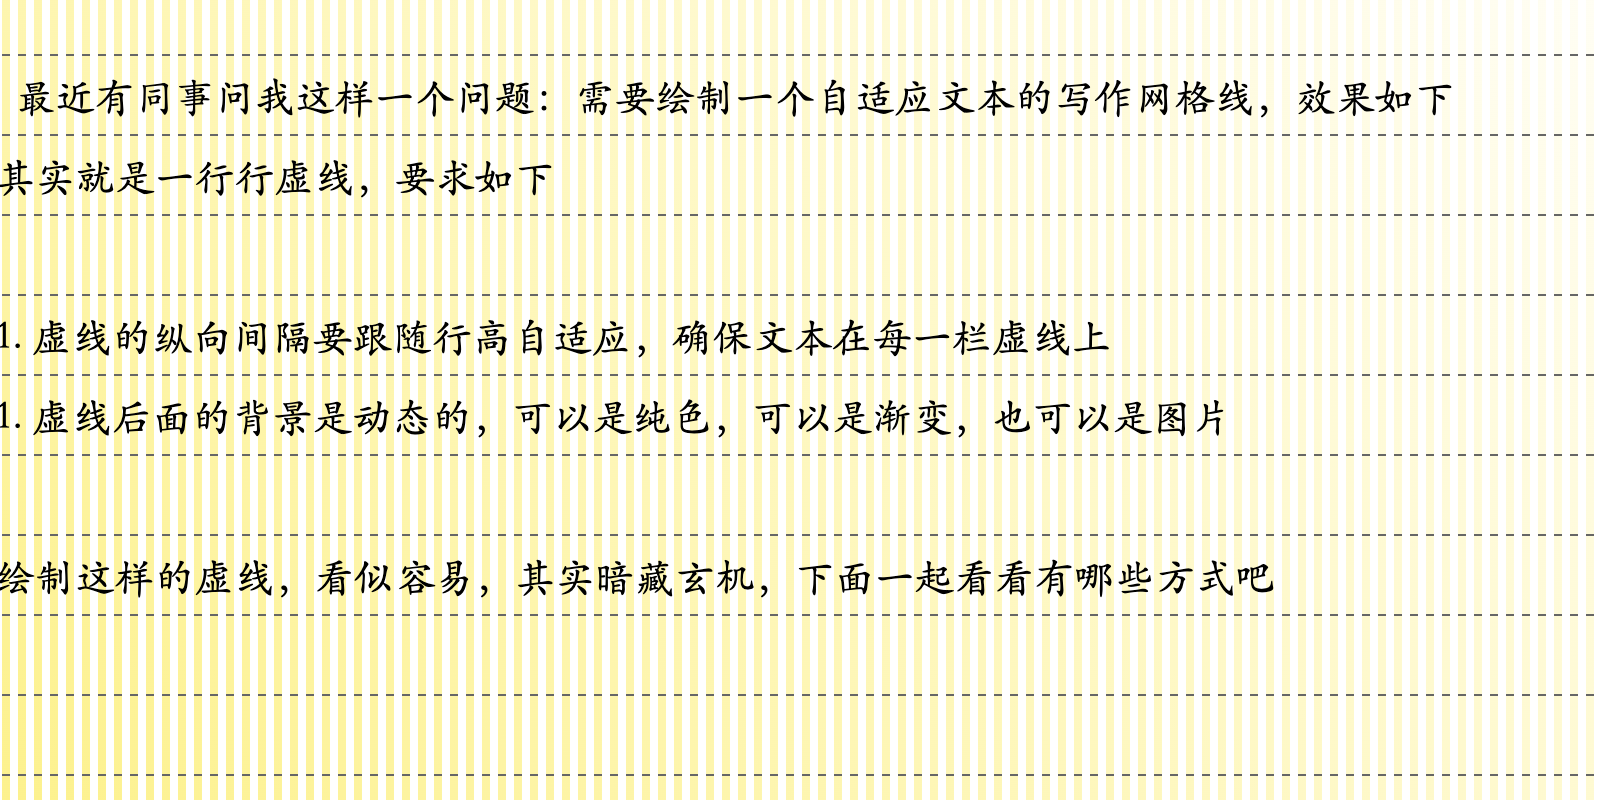 最近有同事问我这样一个问题：需要绘制一个自适应文本的写作网格线，效果如下
其实就是一行行虚线，要求如下
1. 虚线的纵向间隔要跟随行高自适应，确保文本在每一栏虚线上
1. 虚线后面的背景是动态的，可以是纯色，可以是渐变，也可以是图片
绘制这样的虚线，看似容易，其实暗藏玄机，下面一起看看有哪些方式吧